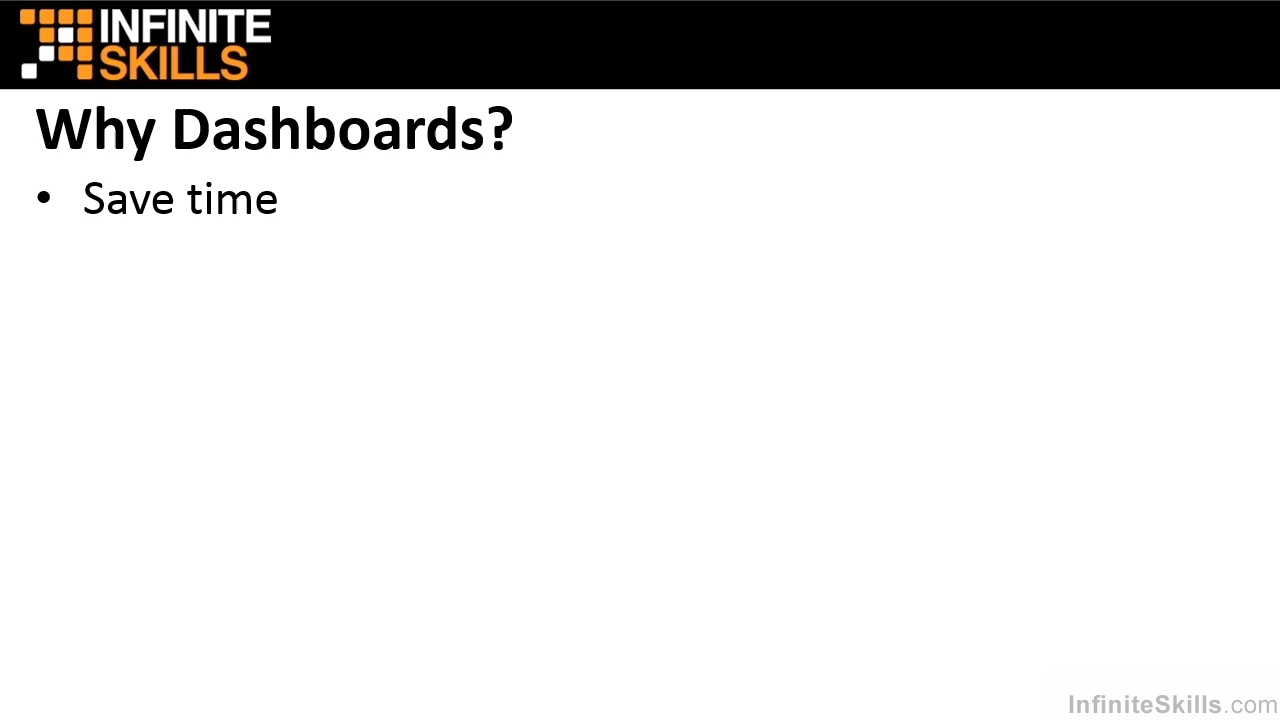 INFINITE
SKILLS
Why Dashboards?
• Save time
InfiniteSkills.com